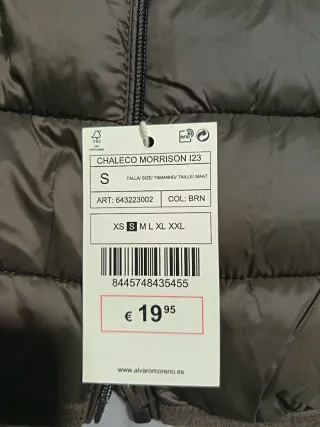 CHALECO MORRISON I23
S TALLA/ SIZE/ TAMANHO/ TAILLE/ MAAT
ART: 643223002 COL: BRN
XS S M L XL XXL
8445748435455
€ 19 95
www.alvaromoreno.es